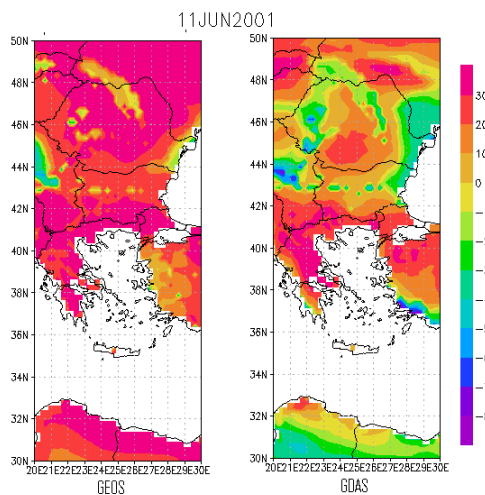 11JUN2001
50N 50N
48N 48N
46N 46N 30
44N 44N 20
42N 42N 10
40N 40N 0
38N 38N
36N 36N
34N 34N
32N 32N
30N 30N
20E21E22E23E24E25E26E27E28E29E30E 20E21E22E23E24E25E26E27E28E29E30E
GEOS GDAS